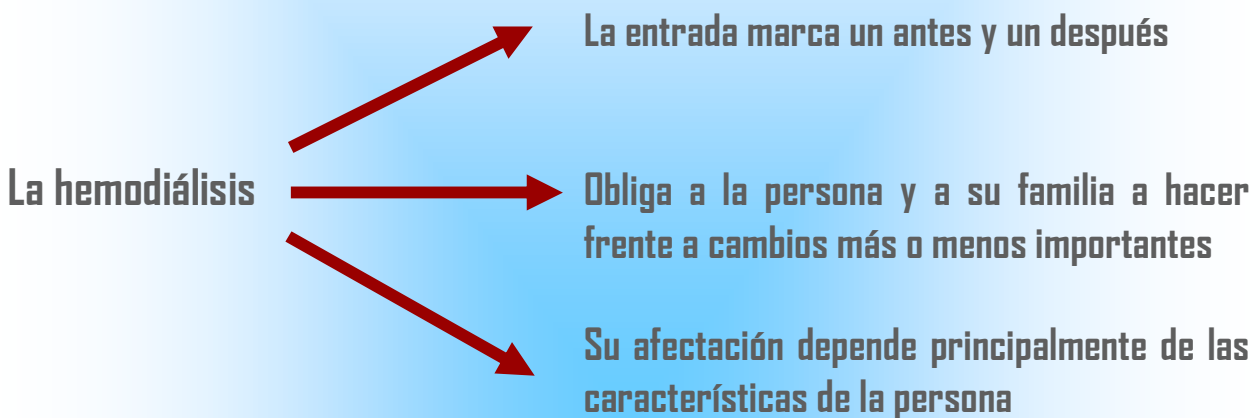 La entrada marca un antes y un después
La hemodiálisis
Obliga a la persona y a su familia a hacer
frente a cambios más o menos importantes
Su afectación depende principalmente de las
características de la persona